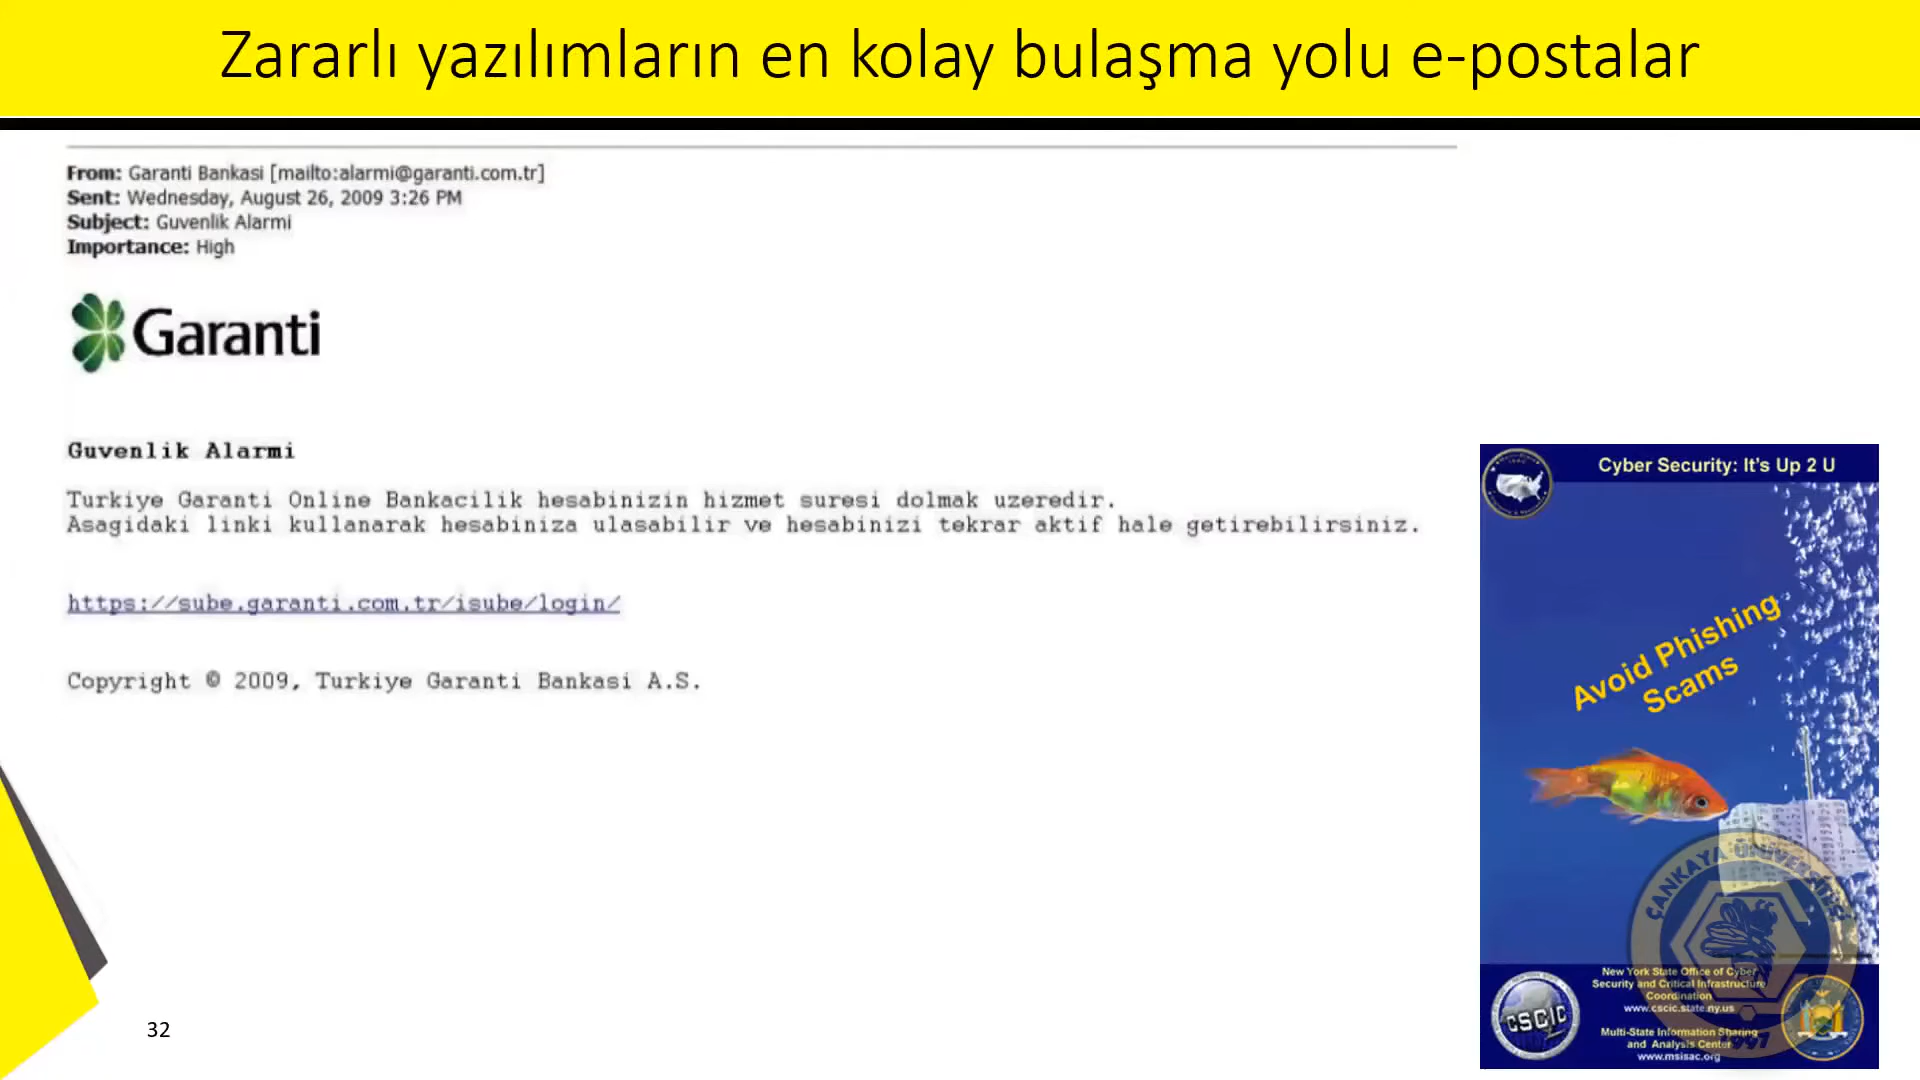 Zararlı yazılımların en kolay bulaşma yolu e-postalar
From: Garanti Bankasi [mailto:alarmi@garanti.com.tr]
Sent: Wednesday, August 26, 2009 3:26 PM
Subject: Guvenlik Alarmi
Importance: High
Garanti
Guvenlik Alarmi
Turkiye Garanti Online Bankacilik hesabinizin hizmet suresi dolmak uzeredir.
Asagidaki linki kullanarak hesabiniza ulasabilir ve hesabinizi tekrar aktif hale getirebilirsiniz.
https://sube.garanti.com.tr/isube/login/
Copyright © 2009, Turkiye Garanti Bankasi A.S.
Cyber Security: It's Up 2 U
Avoid Phishing
Scams
ÇANKAYA ÜNİVERSİTESİ
1997
New York State Office of Cyber
Security and Critical Infrastructure
Coordination
www.cscic.state.ny.us
Multi-State Information Sharing
and Analysis Center
www.msisac.org
CSCIC
32